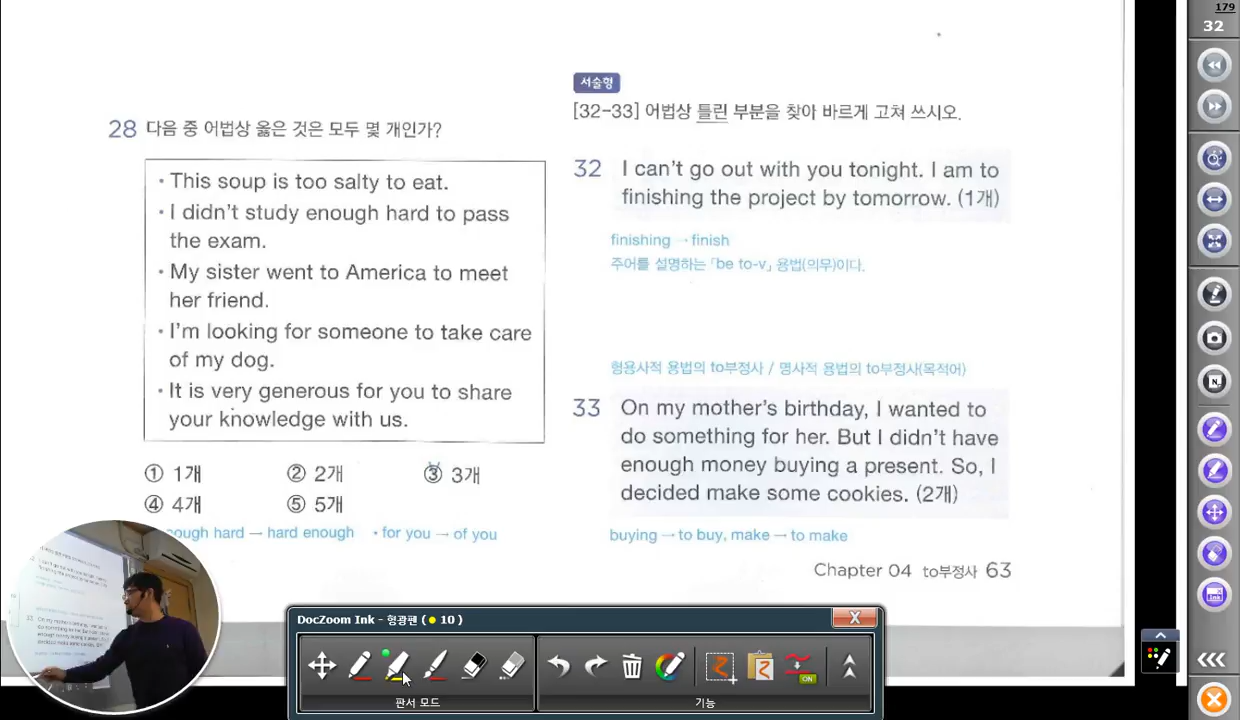 179
32
서술형
[32-33] 어법상 틀린 부분을 찾아 바르게 고쳐 쓰시오.
28 다음 중 어법상 옳은 것은 모두 몇 개인가?
• This soup is too salty to eat.
• I didn't study enough hard to pass
the exam.
• My sister went to America to meet
her friend.
• I'm looking for someone to take care
of my dog.
• It is very generous for you to share
your knowledge with us.
① 1개 ② 2개 ③ 3개
④ 4개 ⑤ 5개
ough hard → hard enough • for you → of you
32 I can't go out with you tonight. I am to
finishing the project by tomorrow. (1개)
finishing → finish
주어를 설명하는 「be to-v」 용법(의무)이다.
형용사적 용법의 to부정사 / 명사적 용법의 to부정사(목적어)
33 On my mother's birthday, I wanted to
do something for her. But I didn't have
enough money buying a present. So, I
decided make some cookies. (2개)
buying → to buy, make → to make
Chapter 04 to부정사 63
DocZoom Ink - 형광펜 ( ● 10 )
ON
판서 모드
기능
N
Ink